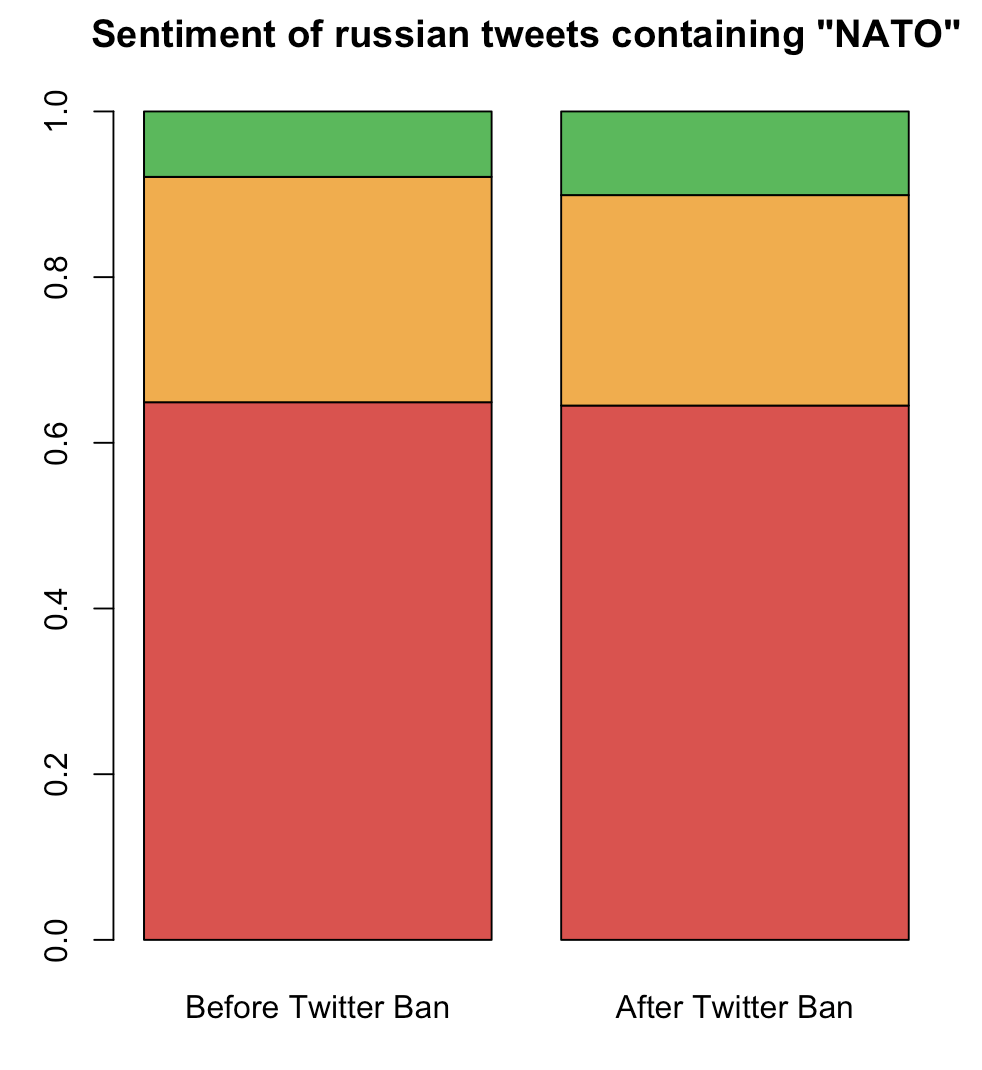 Sentiment of russian tweets containing "NATO"
1.0
0.8
0.6
0.4
0.2
0.0
Before Twitter Ban
After Twitter Ban